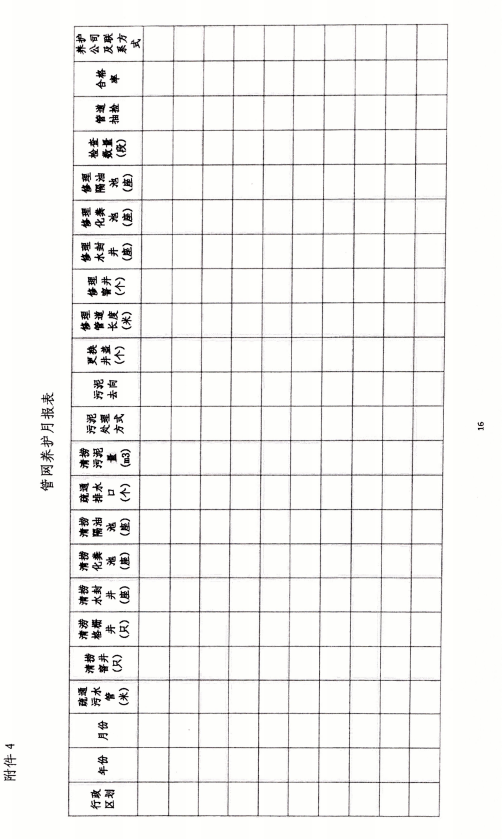 附件 4
管网养护月报表
行政
区划
年份
月份
疏通
污水
管
(米)
清捞
窨井
(只)
清涝
格栅
井
(只)
清捞
水封
井
(座)
清捞
化粪
池
(座)
清捞
隔油
池
(座)
疏通
排水
口
(个)
清捞
污泥
量
(m3)
污泥
处理
方式
污泥
去向
更换
井盖
(个)
修理
管道
长度
(米)
修理
窨井
(个)
修理
水封
井
(座)
修理
化粪
池
(座)
修理
隔油
池
(座)
检查
数量
(段)
管道
抽检
合格
率
养护
公司
及联
系方
式
16